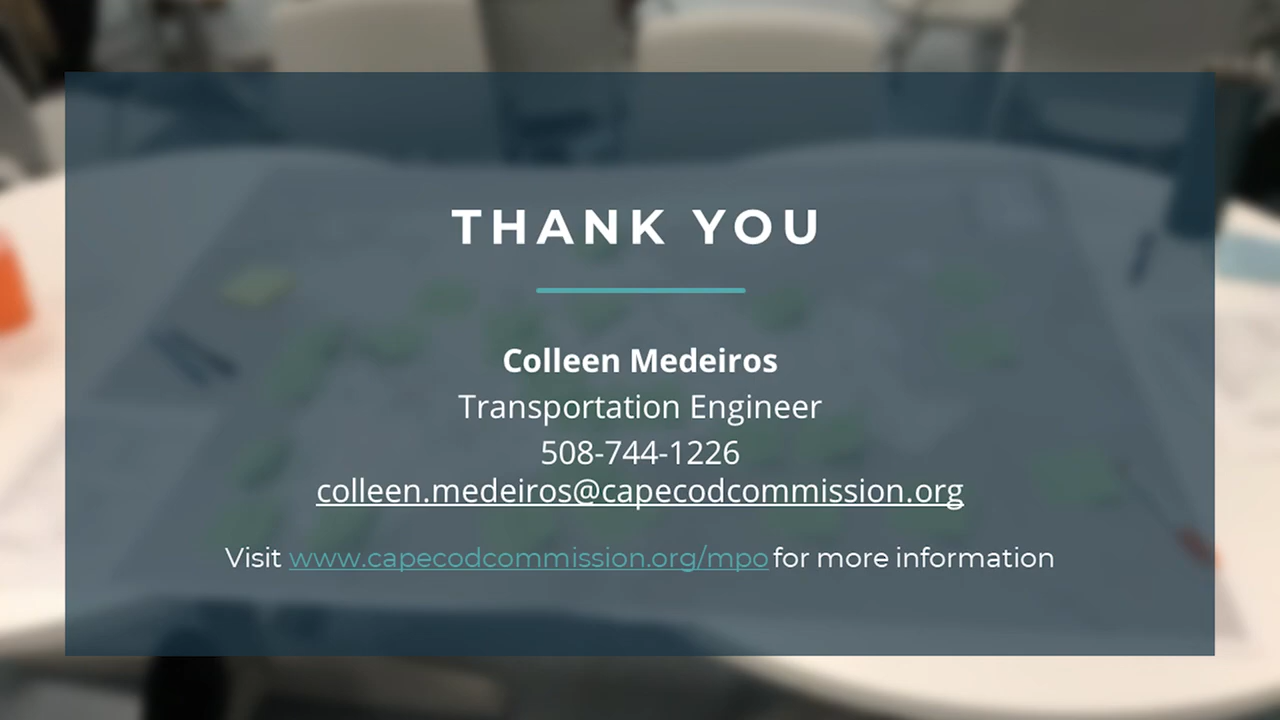 THANK YOU
Colleen Medeiros
Transportation Engineer
508-744-1226
colleen.medeiros@capecodcommission.org
Visit www.capecodcommission.org/mpo for more information